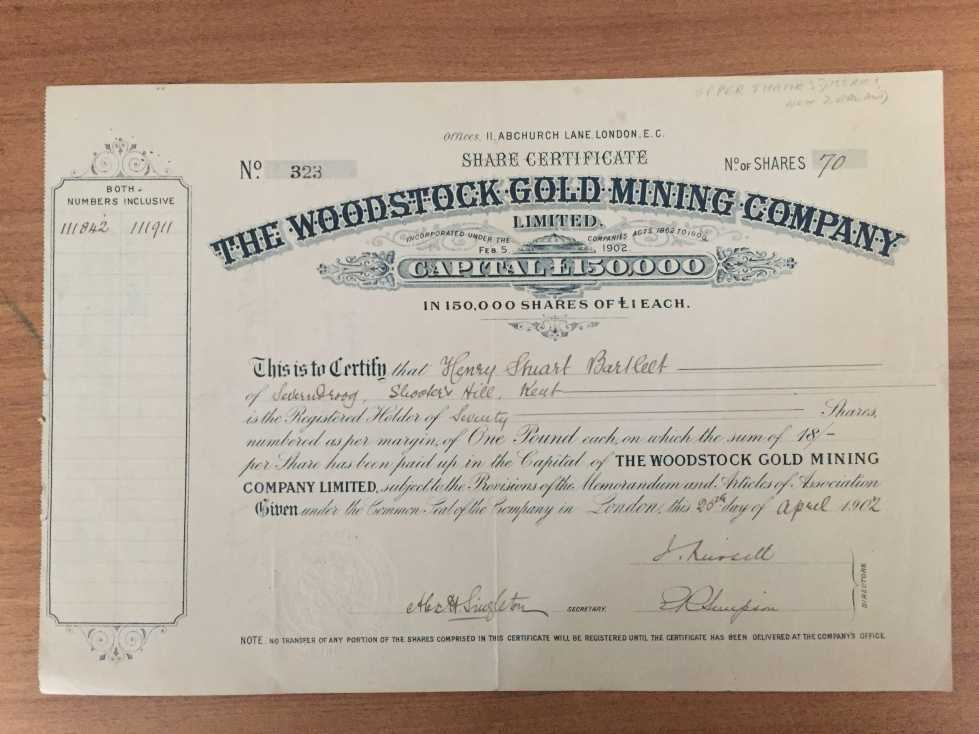 UPPER THAMES DISTRICT
NEW ZEALAND
Offices, 11, ABCHURCH LANE, LONDON, E.C.
SHARE CERTIFICATE
No. 323
No. OF SHARES 70
THE WOODSTOCK GOLD MINING COMPANY
LIMITED.
INCORPORATED UNDER THE COMPANIES ACTS 1862 TO 1900
FEB. 5. 1902.
CAPITAL £150,000
IN 150,000 SHARES OF £1 EACH.
BOTH
NUMBERS INCLUSIVE
111842 111911
This is to Certify that Henry Stuart Bartleet
of Severndroog, Shooters Hill, Kent
is the Registered Holder of Seventy Shares,
numbered as per margin, of One Pound each, on which the sum of 18/-
per Share has been paid up in the Capital of THE WOODSTOCK GOLD MINING
COMPANY LIMITED, subject to the Provisions of the Memorandum and Articles of Association
Given under the Common Seal of the Company in London, this 25th day of April 1902
DIRECTORS
Alex H Singleton SECRETARY. Simpson
NOTE. NO TRANSFER OF ANY PORTION OF THE SHARES COMPRISED IN THIS CERTIFICATE WILL BE REGISTERED UNTIL THE CERTIFICATE HAS BEEN DELIVERED AT THE COMPANY'S OFFICE.